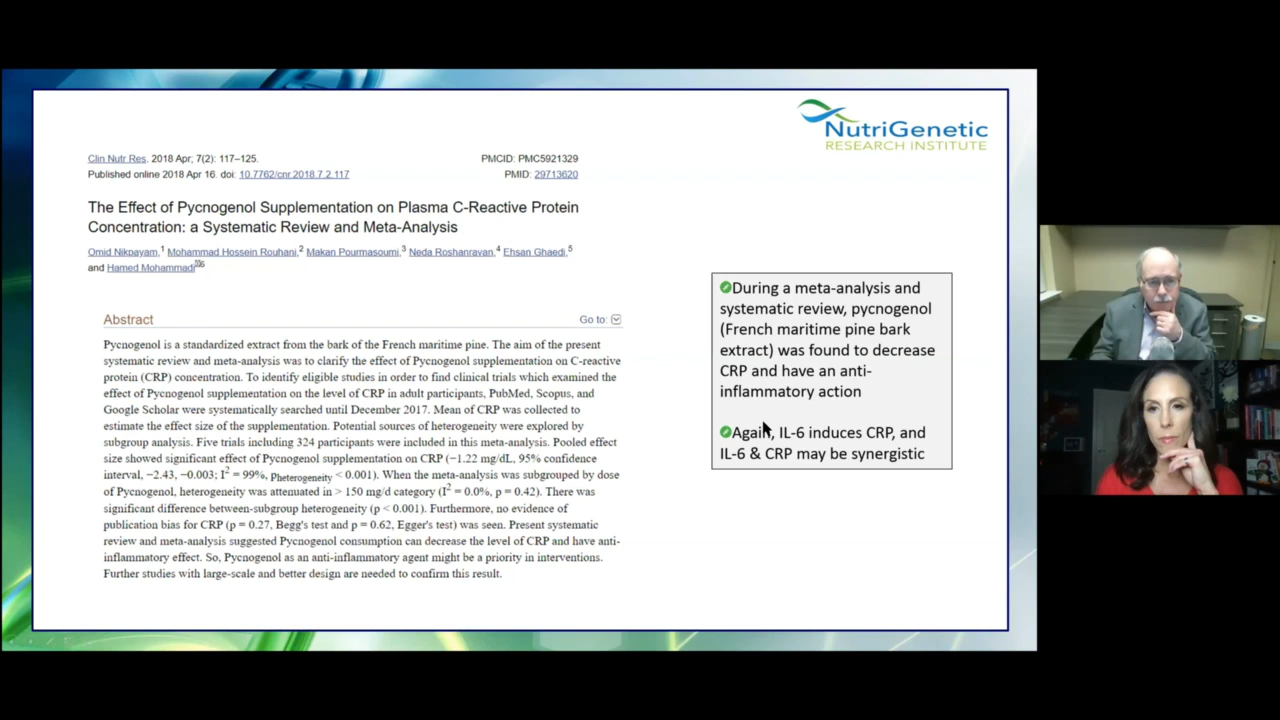 NutriGenetic
RESEARCH INSTITUTE
Clin Nutr Res. 2018 Apr; 7(2): 117–125.
PMCID: PMC5921329
Published online 2018 Apr 16. doi: 10.7762/cnr.2018.7.2.117
PMID: 29713620
The Effect of Pycnogenol Supplementation on Plasma C-Reactive Protein
Concentration: a Systematic Review and Meta-Analysis
Omid Nikpayam,1 Mohammad Hossein Rouhani,2 Makan Pourmasoumi,3 Neda Roshanravan,4 Ehsan Ghaedi,5
and Hamed Mohammadi6
Abstract
Go to:
Pycnogenol is a standardized extract from the bark of the French maritime pine. The aim of the present
systematic review and meta-analysis was to clarify the effect of Pycnogenol supplementation on C-reactive
protein (CRP) concentration. To identify eligible studies in order to find clinical trials which examined the
effect of Pycnogenol supplementation on the level of CRP in adult participants, PubMed, Scopus, and
Google Scholar were systematically searched until December 2017. Mean of CRP was collected to
estimate the effect size of the supplementation. Potential sources of heterogeneity were explored by
subgroup analysis. Five trials including 324 participants were included in this meta-analysis. Pooled effect
size showed significant effect of Pycnogenol supplementation on CRP (−1.22 mg/dL, 95% confidence
interval, −2.43, −0.003; I2 = 99%, Pheterogeneity < 0.001). When the meta-analysis was subgrouped by dose
of Pycnogenol, heterogeneity was attenuated in > 150 mg/d category (I2 = 0.0%, p = 0.42). There was
significant difference between-subgroup heterogeneity (p < 0.001). Furthermore, no evidence of
publication bias for CRP (p = 0.27, Begg's test and p = 0.62, Egger's test) was seen. Present systematic
review and meta-analysis suggested Pycnogenol consumption can decrease the level of CRP and have anti-
inflammatory effect. So, Pycnogenol as an anti-inflammatory agent might be a priority in interventions.
Further studies with large-scale and better design are needed to confirm this result.
During a meta-analysis and
systematic review, pycnogenol
(French maritime pine bark
extract) was found to decrease
CRP and have an anti-
inflammatory action
Again, IL-6 induces CRP, and
IL-6 & CRP may be synergistic